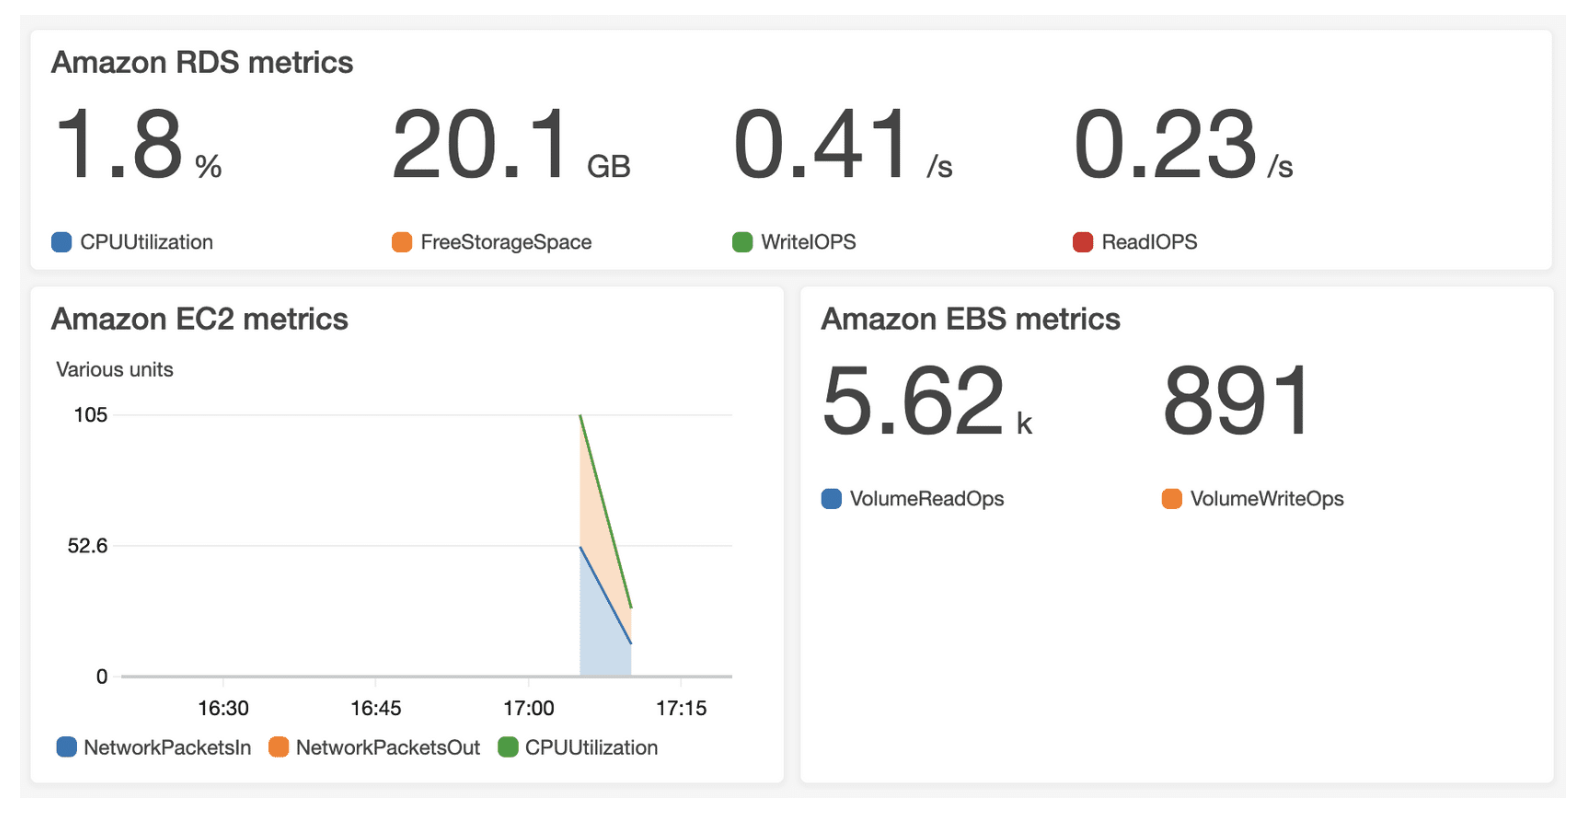 Amazon RDS metrics
1.8 % 20.1 GB 0.41 /s 0.23 /s
CPUUtilization FreeStorageSpace WriteIOPS ReadIOPS
Amazon EC2 metrics
Various units
105
52.6
0
16:30 16:45 17:00 17:15
NetworkPacketsIn NetworkPacketsOut CPUUtilization
Amazon EBS metrics
5.62 k 891
VolumeReadOps VolumeWriteOps